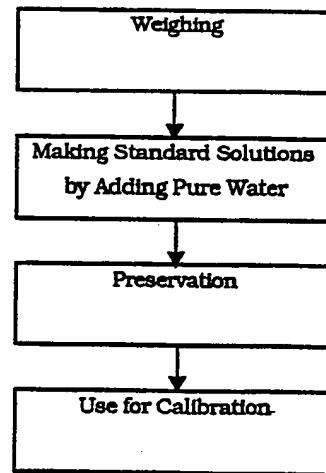 Weighing
Making Standard Solutions
by Adding Pure Water
Preservation
Use for Calibration